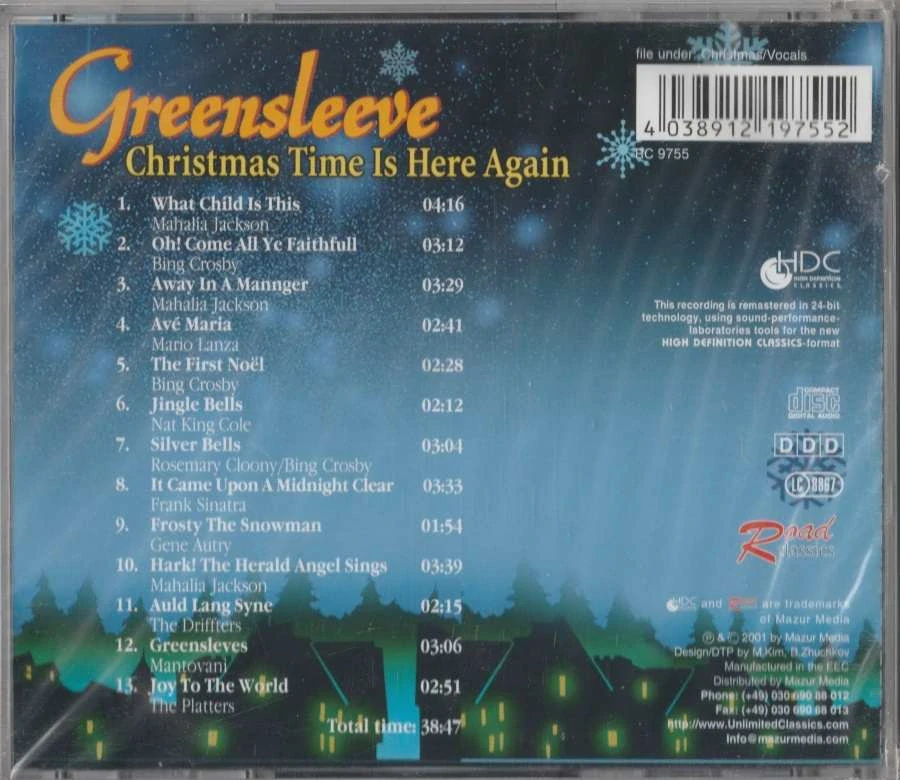 Greensleeve
Christmas Time Is Here Again
1. What Child Is This 04:16
Mahalia Jackson
2. Oh! Come All Ye Faithfull 03:12
Bing Crosby
3. Away In A Mannger 03:29
Mahalia Jackson
4. Avé Maria 02:41
Mario Lanza
5. The First Noël 02:28
Bing Crosby
6. Jingle Bells 02:12
Nat King Cole
7. Silver Bells 03:04
Rosemary Cloony/Bing Crosby
8. It Came Upon A Midnight Clear 03:33
Frank Sinatra
9. Frosty The Snowman 01:54
Gene Autry
10. Hark! The Herald Angel Sings 03:39
Mahalia Jackson
11. Auld Lang Syne 02:15
The Driffters
12. Greensleves 03:06
Mantovani
13. Joy To The World 02:51
The Platters
Total time: 38:47
file under: Christmas/Vocals
4 038912 197552
BC 9755
HDC
HIGH DEFINITION
CLASSICS
This recording is remastered in 24-bit
technology, using sound-performance-
laboratories tools for the new
HIGH DEFINITION CLASSICS-format
COMPACT
disc
DIGITAL AUDIO
DDD
LC 8867
Road
classics
HDC and Road are trademarks
of Mazur Media
℗ & © 2001 by Mazur Media
Design/DTP by M.Kim, D.Zhuchkov
Manufactured in the EEC
Distributed by Mazur Media
Phone: (+49) 030 690 88 012
Fax: (+49) 030 690 88 013
http://www.UnlimitedClassics.com
Info@mazurmedia.com